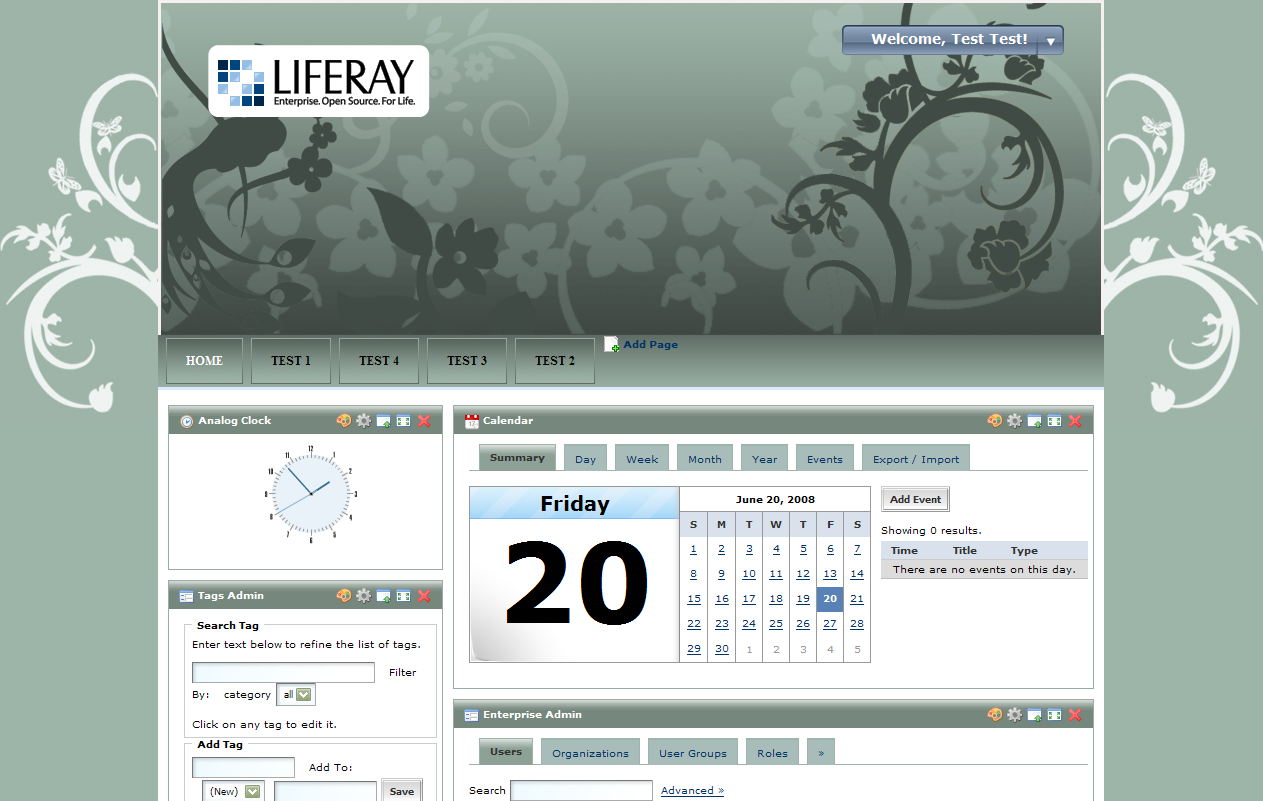 Welcome, Test Test!
LIFERAY
Enterprise. Open Source. For Life.
HOME TEST 1 TEST 4 TEST 3 TEST 2 Add Page
Analog Clock
12
1
2
3
4
5
6
7
8
9
10
11
Tags Admin
Search Tag
Enter text below to refine the list of tags.
Filter
By: category all
Click on any tag to edit it.
Add Tag
Add To:
(New) Save
Calendar
Summary Day Week Month Year Events Export / Import
Friday
20
June 20, 2008
S M T W T F S
1 2 3 4 5 6 7
8 9 10 11 12 13 14
15 16 17 18 19 20 21
22 23 24 25 26 27 28
29 30 1 2 3 4 5
Add Event
Showing 0 results.
Time Title Type
There are no events on this day.
Enterprise Admin
Users Organizations User Groups Roles »
Search Advanced »